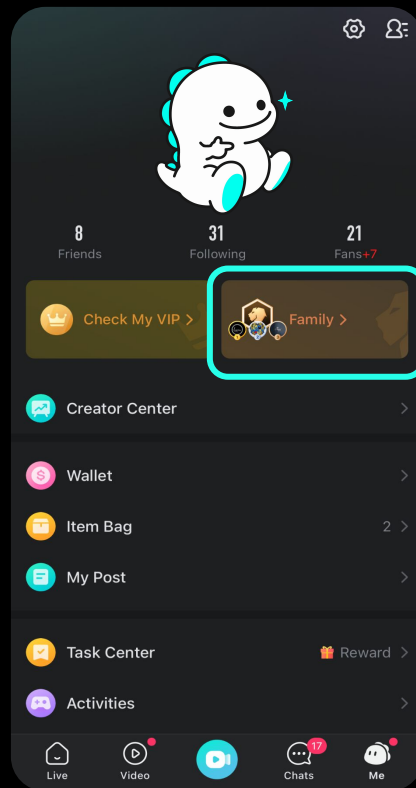 8 31 21
Friends Following Fans+7
Check My VIP > Family >
Creator Center
Wallet
Item Bag 2
My Post
Task Center Reward
Activities
17
Live Video Chats Me